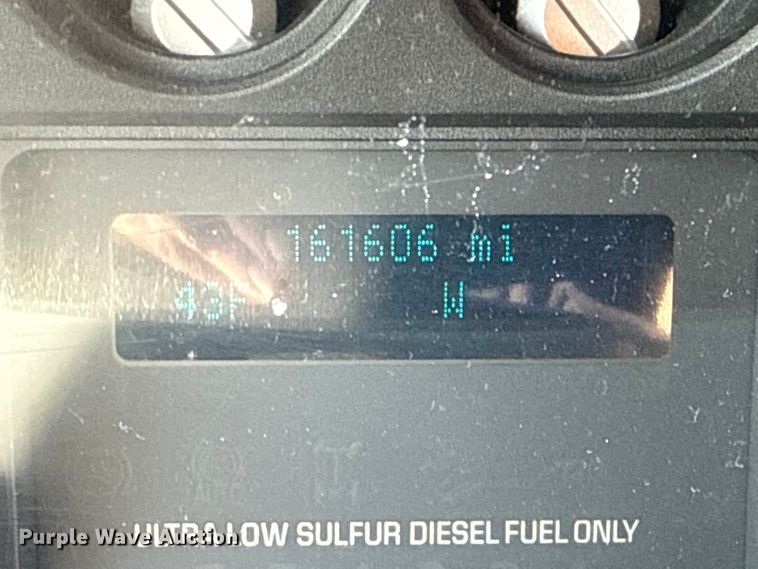 161606 mi
43F W
ULTRA LOW SULFUR DIESEL FUEL ONLY
Purple Wave Auction